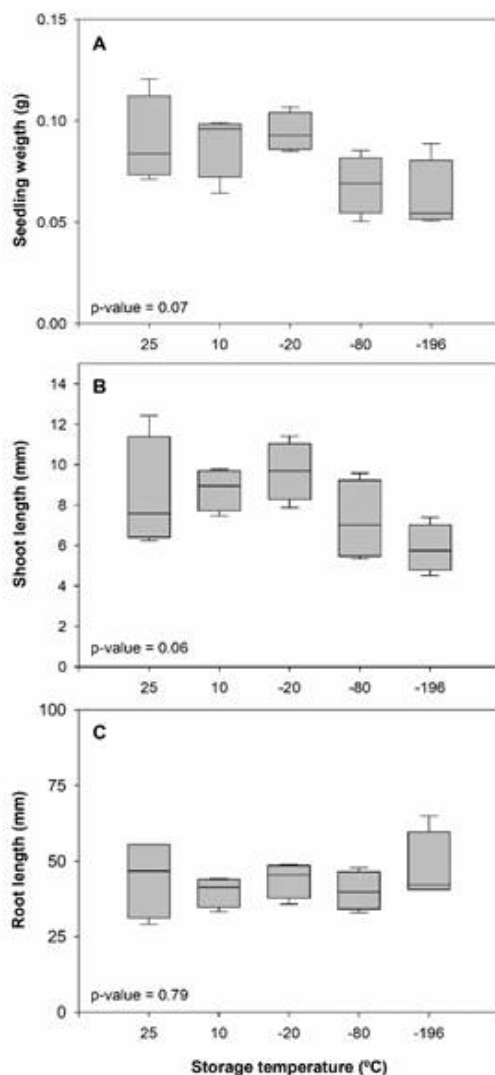 A
Seedling weigth (g)
0.15
0.10
0.05
0.00
p-value = 0.07
25 10 -20 -80 -196
B
Shoot length (mm)
14
12
10
8
6
4
2
0
p-value = 0.06
25 10 -20 -80 -196
C
Root length (mm)
100
75
50
25
0
p-value = 0.79
25 10 -20 -80 -196
Storage temperature (ºC)